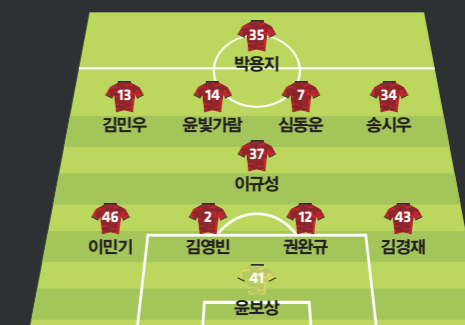 35
박용지
13 14 7 34
김민우 윤빛가람 심동운 송시우
37
이규성
46 2 12 43
이민기 김영빈 권완규 김경재
41
윤보상